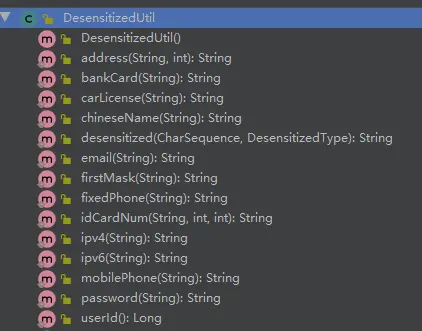 DesensitizedUtil
DesensitizedUtil()
address(String, int): String
bankCard(String): String
carLicense(String): String
chineseName(String): String
desensitized(CharSequence, DesensitizedType): String
email(String): String
firstMask(String): String
fixedPhone(String): String
idCardNum(String, int, int): String
ipv4(String): String
ipv6(String): String
mobilePhone(String): String
password(String): String
userId(): Long